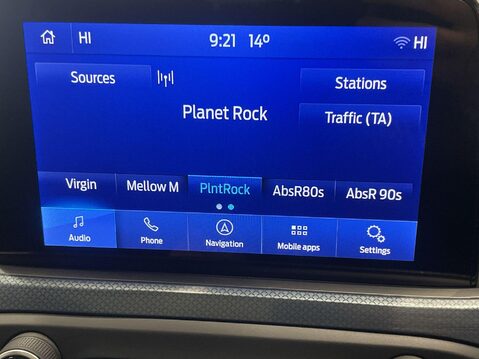 HI 9:21 14° HI
Sources Stations
Planet Rock
Traffic (TA)
Virgin Mellow M PlntRock AbsR80s AbsR 90s
Audio Phone Navigation Mobile apps Settings